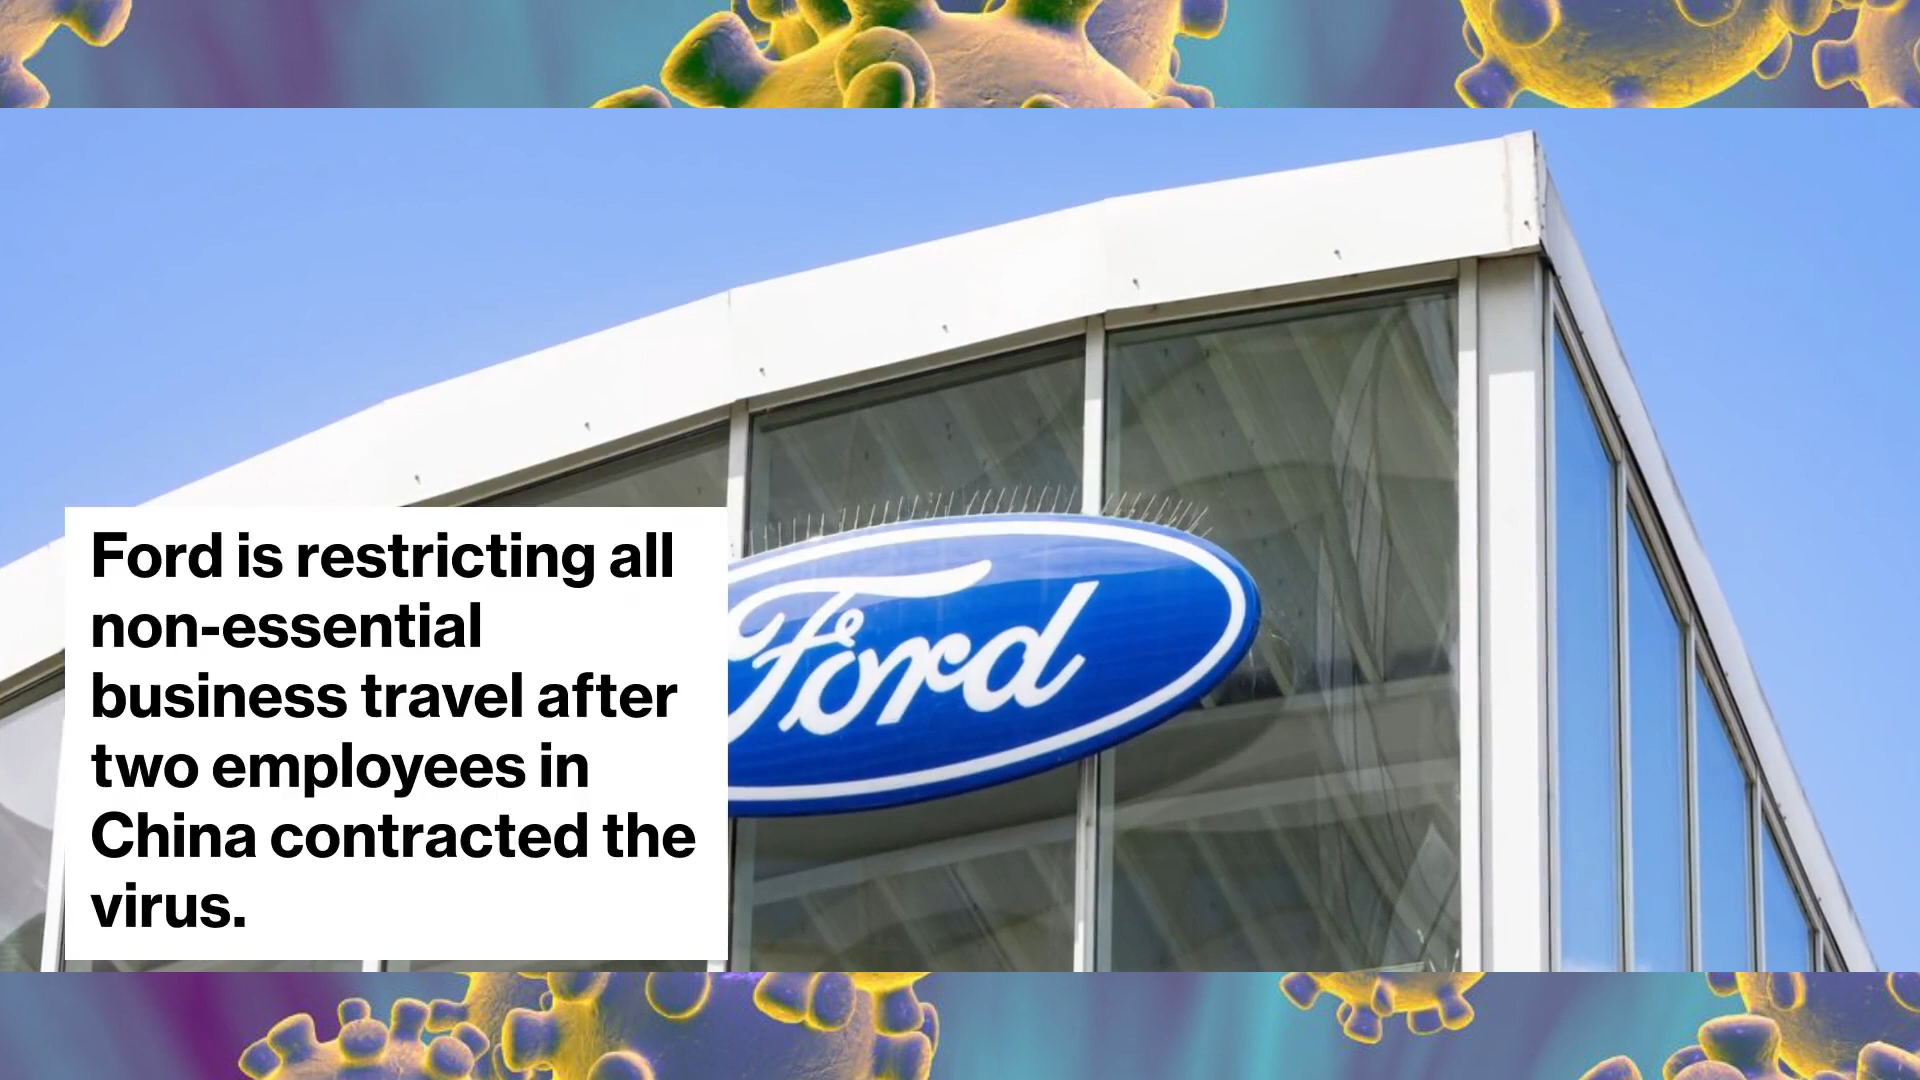 Ford is restricting all
non-essential
business travel after
two employees in
China contracted the
virus.
Ford